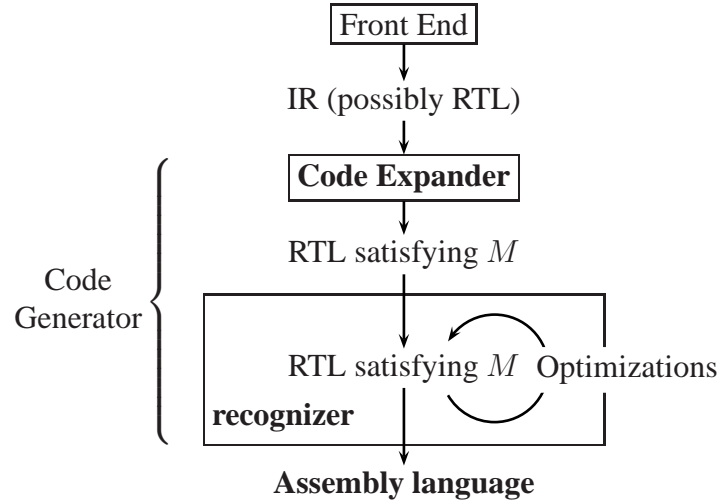 Front End
IR (possibly RTL)
Code Expander
RTL satisfying M
Code
Generator
RTL satisfying M
Optimizations
recognizer
Assembly language